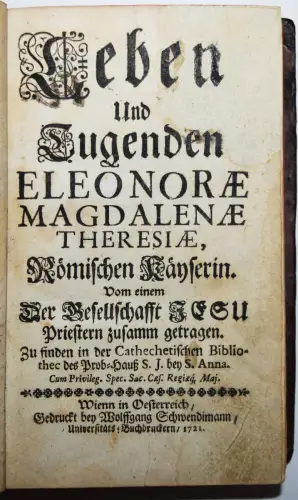 Leben
Und
Tugenden
ELEONORÆ
MAGDALENÆ
THERESIÆ,
Römischen Käyserin.
Vom einem
Der Gesellschafft JESU
Priestern zusamm getragen.
Zu finden in der Cathechetischen Biblio-
thec des Prob-Hauß S. J. bey S. Anna.
Cum Privileg. Spec. Sac. Cæs. Regiæq́, Maj.
Wienn in Oesterreich/
Gedruckt bey Wolffgang Schwendimann/
Universitäts-Buchdruckern/ 1721.